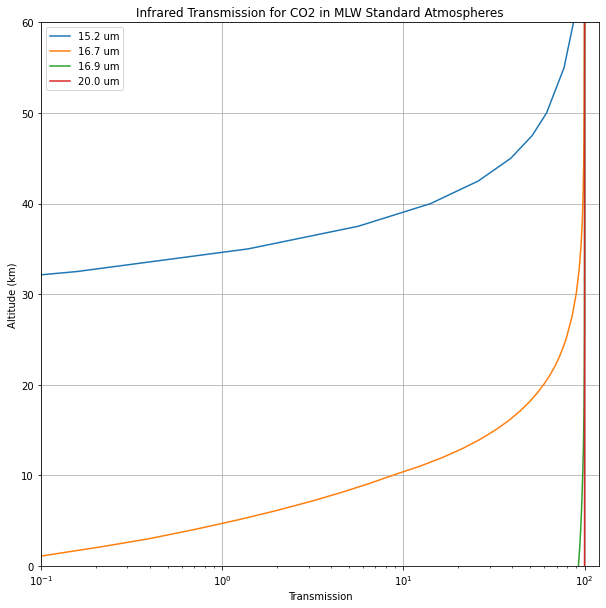 Infrared Transmission for CO2 in MLW Standard Atmospheres
15.2 um
16.7 um
16.9 um
20.0 um
60
50
40
30
20
10
0
Altitude (km)
10⁻¹
10⁰
10¹
10²
Transmission